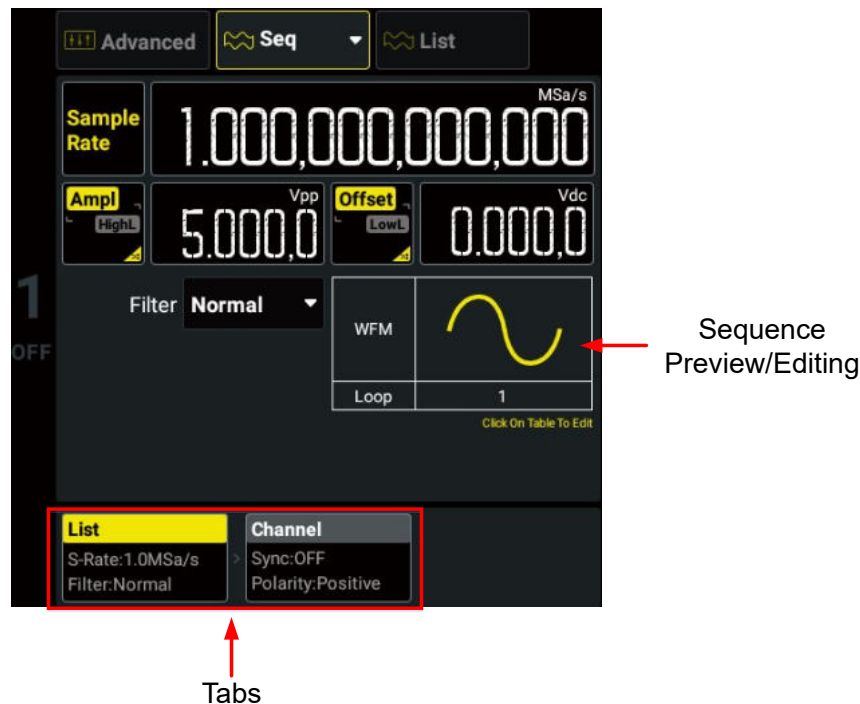 Advanced
Seq
List
Sample
Rate
MSa/s
1.000,000,000,000
Ampl
HighL
Vpp
5.000,0
Offset
LowL
Vdc
0.000,0
1
OFF
Filter Normal
WFM
Loop 1
Click On Table To Edit
Sequence
Preview/Editing
List
S-Rate:1.0MSa/s
Filter:Normal
>
Channel
Sync:OFF
Polarity:Positive
Tabs